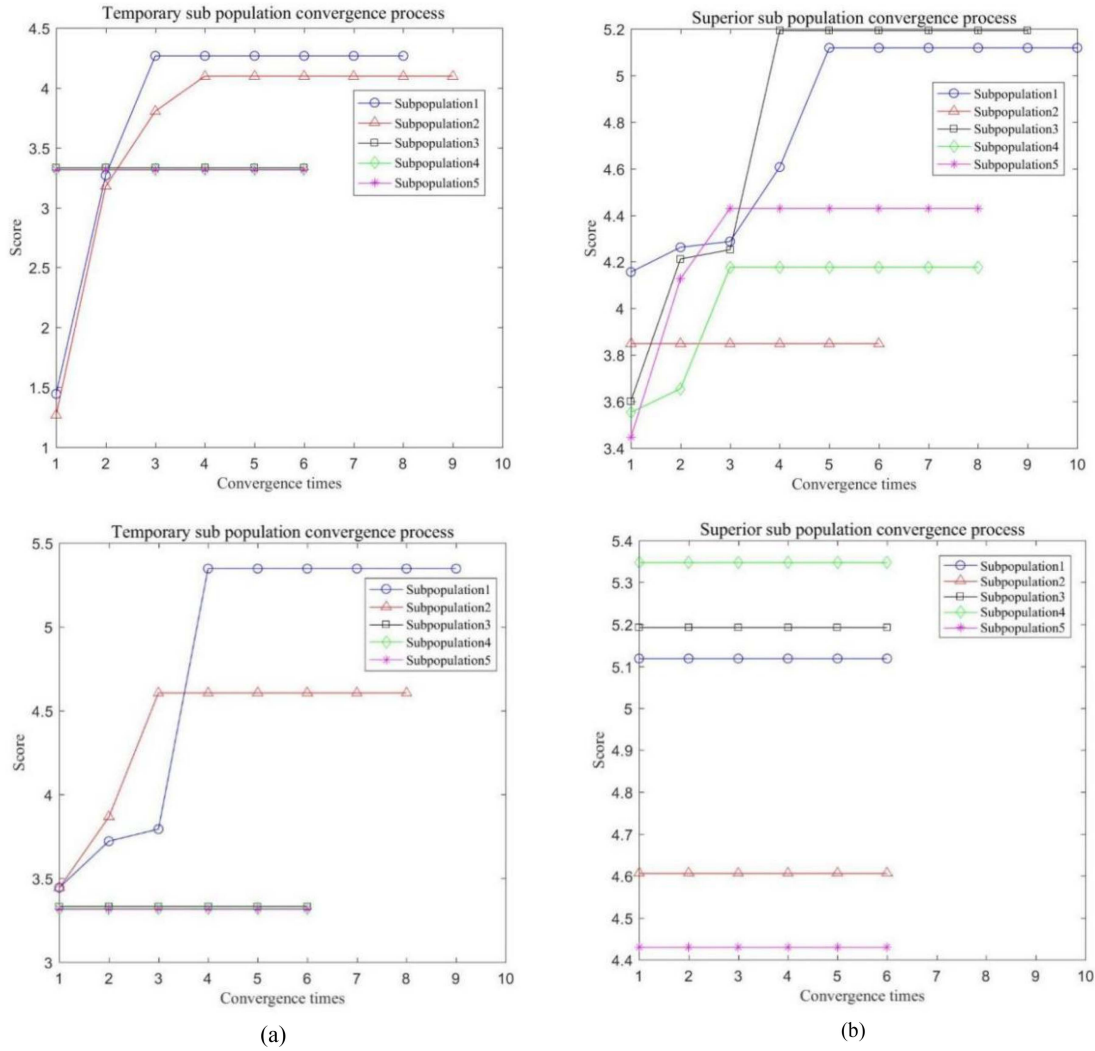 Temporary sub population convergence process
4.5
4
3.5
3
2.5
2
1.5
1
Score
Subpopulation1
Subpopulation2
Subpopulation3
Subpopulation4
Subpopulation5
1 2 3 4 5 6 7 8 9 10
Convergence times
Superior sub population convergence process
5.2
5
4.8
4.6
4.4
4.2
4
3.8
3.6
3.4
Score
Subpopulation1
Subpopulation2
Subpopulation3
Subpopulation4
Subpopulation5
1 2 3 4 5 6 7 8 9 10
Convergence times
Temporary sub population convergence process
5.5
5
4.5
4
3.5
3
Score
Subpopulation1
Subpopulation2
Subpopulation3
Subpopulation4
Subpopulation5
1 2 3 4 5 6 7 8 9 10
Convergence times
(a)
Superior sub population convergence process
5.4
5.3
5.2
5.1
5
4.9
4.8
4.7
4.6
4.5
4.4
Score
Subpopulation1
Subpopulation2
Subpopulation3
Subpopulation4
Subpopulation5
1 2 3 4 5 6 7 8 9 10
Convergence times
(b)